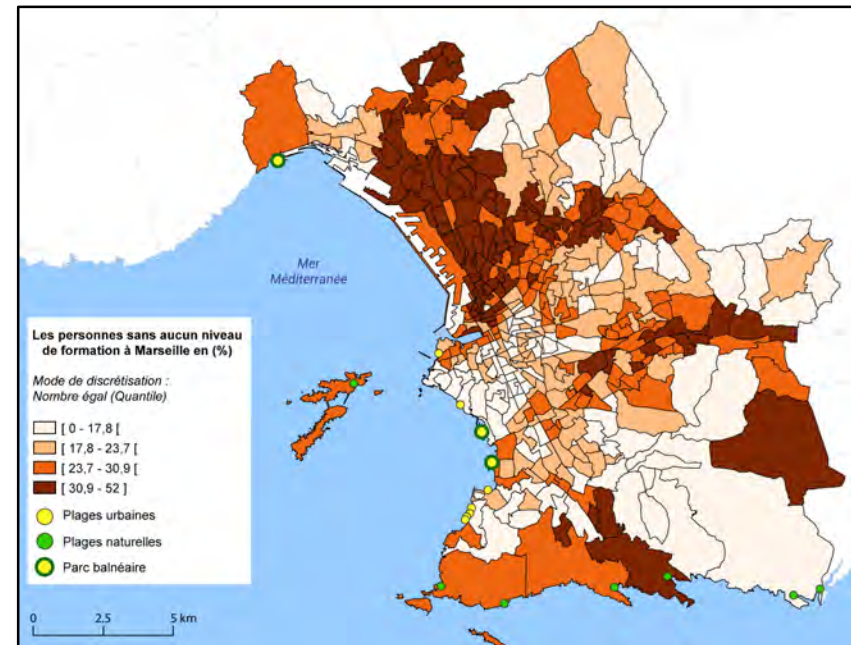 Mer
Méditerranée
Les personnes sans aucun niveau
de formation à Marseille en (%)
Mode de discrétisation :
Nombre égal (Quantile)
[ 0 - 17,8 [
[ 17,8 - 23,7 [
[ 23,7 - 30,9 [
[ 30,9 - 52 ]
Plages urbaines
Plages naturelles
Parc balnéaire
0 2.5 5 km